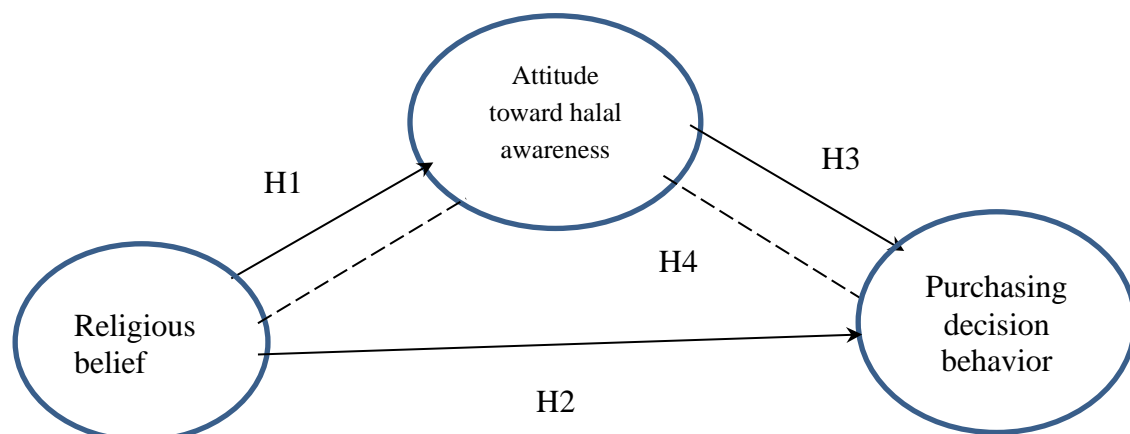 Attitude
toward halal
awareness
H1
H3
H4
Religious
belief
Purchasing
decision
behavior
H2